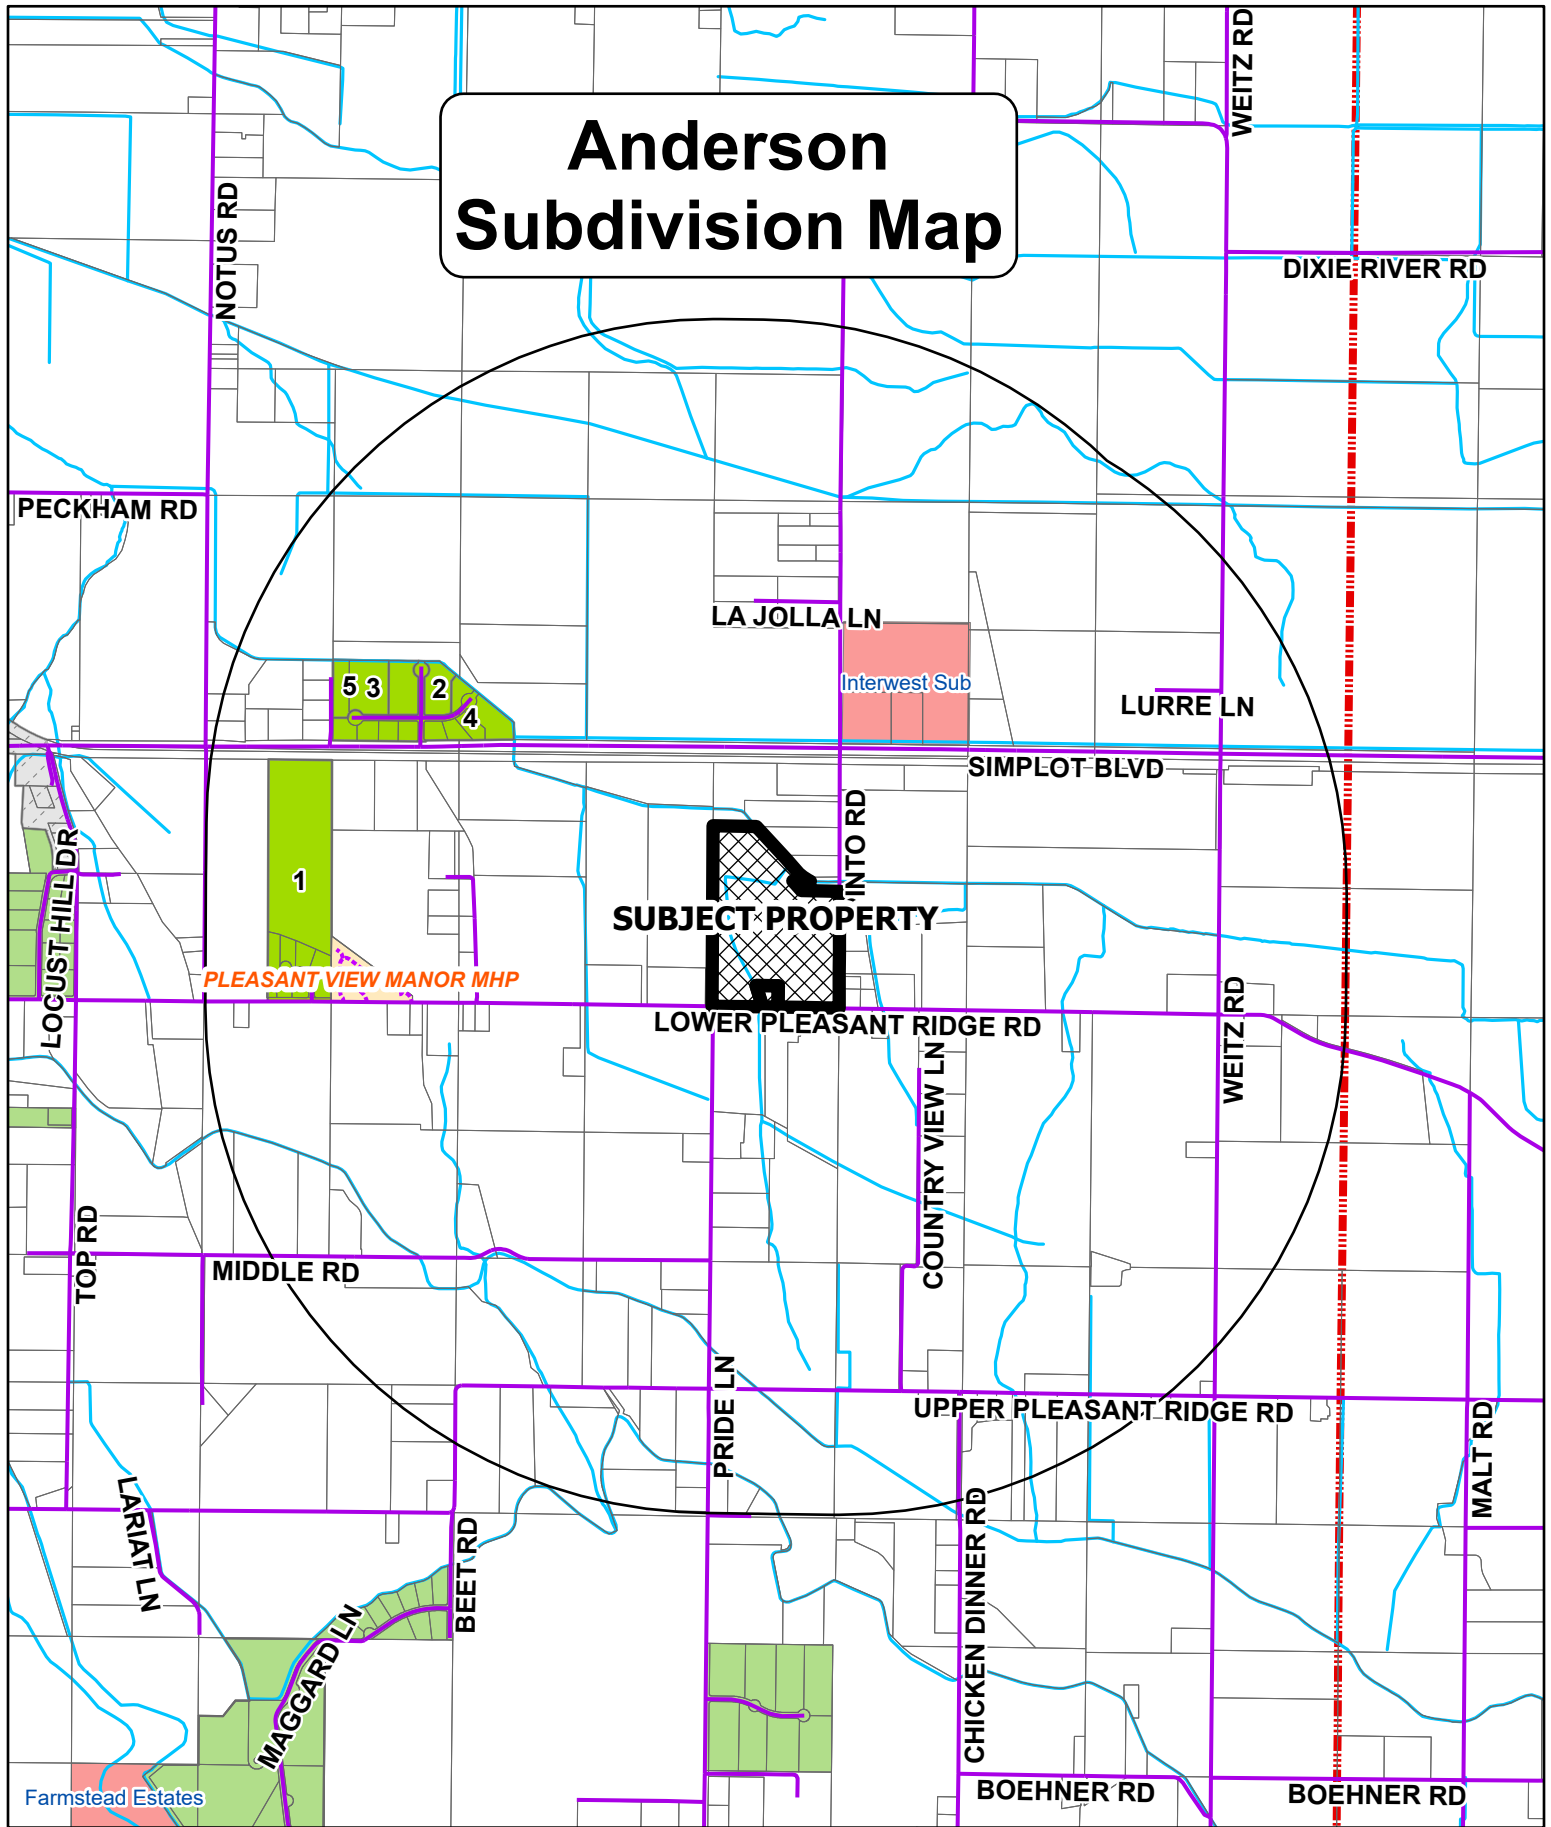 WEITZ RD
Anderson
Subdivision Map
NOTUS RD
DIXIE RIVER RD
PECKHAM RD
LA JOLLA LN
5 3 2
4
Interwest Sub
LURRE LN
SIMPLOT BLVD
INTO RD
LOCUST HILL DR
1
SUBJECT PROPERTY
PLEASANT VIEW MANOR MHP
LOWER PLEASANT RIDGE RD
WEITZ RD
COUNTRY VIEW LN
TOP RD
MIDDLE RD
PRIDE LN
UPPER PLEASANT RIDGE RD
MALT RD
LARIAT LN
BEET RD
CHICKEN DINNER RD
MAGGARD LN
BOEHNER RD
BOEHNER RD
Farmstead Estates